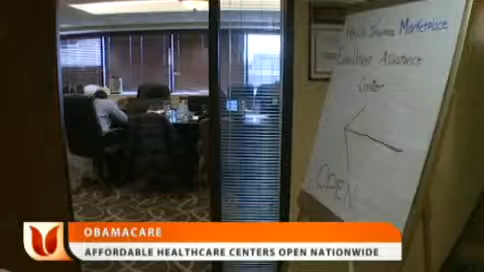 Health Insurance Marketplace
Enrollment Assistance
Center
OPEN
OBAMACARE
AFFORDABLE HEALTHCARE CENTERS OPEN NATIONWIDE